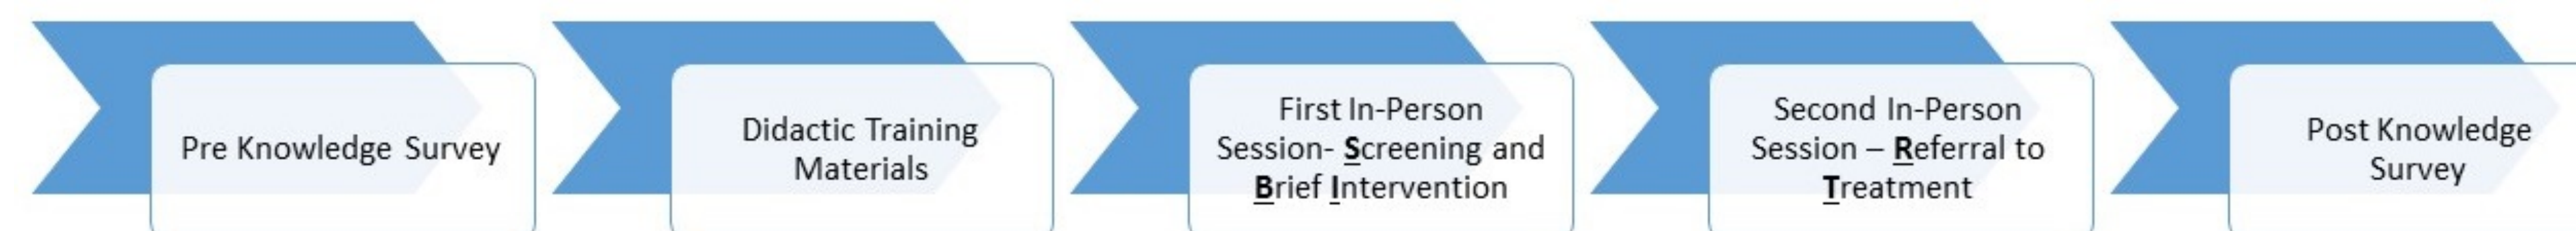 Pre Knowledge Survey
Didactic Training
Materials
First In-Person
Session- Screening and
Brief Intervention
Second In-Person
Session – Referral to
Treatment
Post Knowledge
Survey